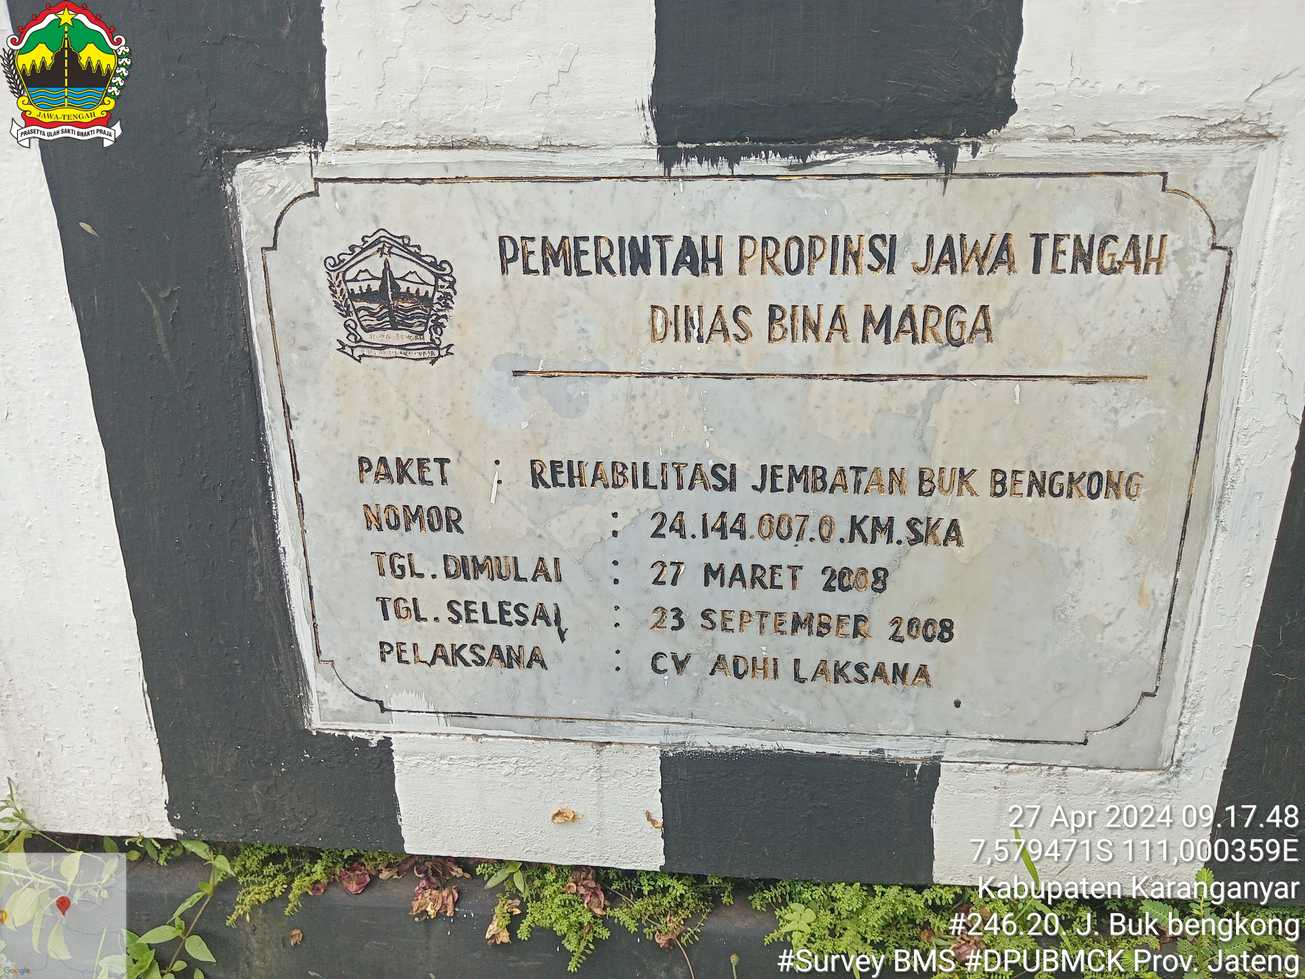 JAWA-TENGAH
PRASETYA ULAH SAKTI BHAKTI PRAJA
PEMERINTAH PROPINSI JAWA TENGAH
DINAS BINA MARGA
PAKET : REHABILITASI JEMBATAN BUK BENGKONG
NOMOR : 24.144.007.0.KM.SKA
TGL. DIMULAI : 27 MARET 2008
TGL. SELESAI : 23 SEPTEMBER 2008
PELAKSANA : CV ADHI LAKSANA
27 Apr 2024 09.17.48
7,579471S 111,000359E
Kabupaten Karanganyar
#246.20. J. Buk bengkong
#Survey BMS #DPUBMCK Prov. Jateng
Google